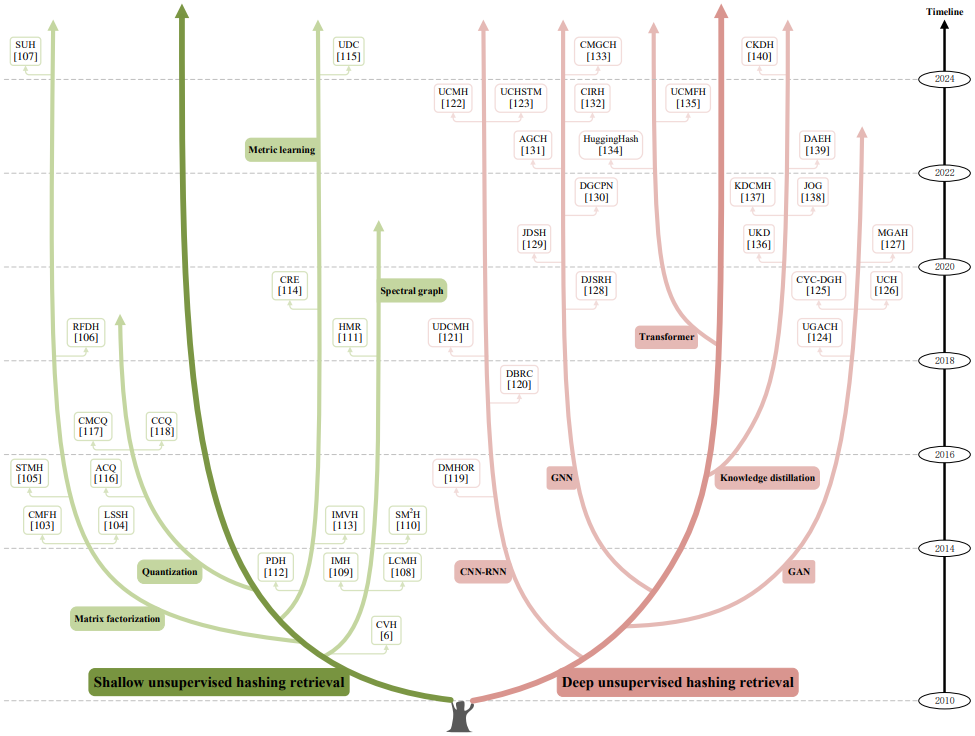 Timeline
SUH
[107]
UDC
[115]
CMGCH
[133]
CKDH
[140]
2024
UCMH
[122]
UCHSTM
[123]
CIRH
[132]
UCMFH
[135]
Metric learning
AGCH
[131]
HuggingHash
[134]
DAEH
[139]
2022
DGCPN
[130]
KDCMH
[137]
JOG
[138]
JDSH
[129]
UKD
[136]
MGAH
[127]
2020
CRE
[114]
Spectral graph
DJSRH
[128]
CYC-DGH
[125]
UCH
[126]
RFDH
[106]
HMR
[111]
UDCMH
[121]
Transformer
UGACH
[124]
2018
DBRC
[120]
CMCQ
[117]
CCQ
[118]
2016
STMH
[105]
ACQ
[116]
DMHOR
[119]
GNN
Knowledge distillation
CMFH
[103]
LSSH
[104]
IMVH
[113]
SM²H
[110]
2014
Quantization
PDH
[112]
IMH
[109]
LCMH
[108]
CNN-RNN
GAN
Matrix factorization
CVH
[6]
Shallow unsupervised hashing retrieval
Deep unsupervised hashing retrieval
2010